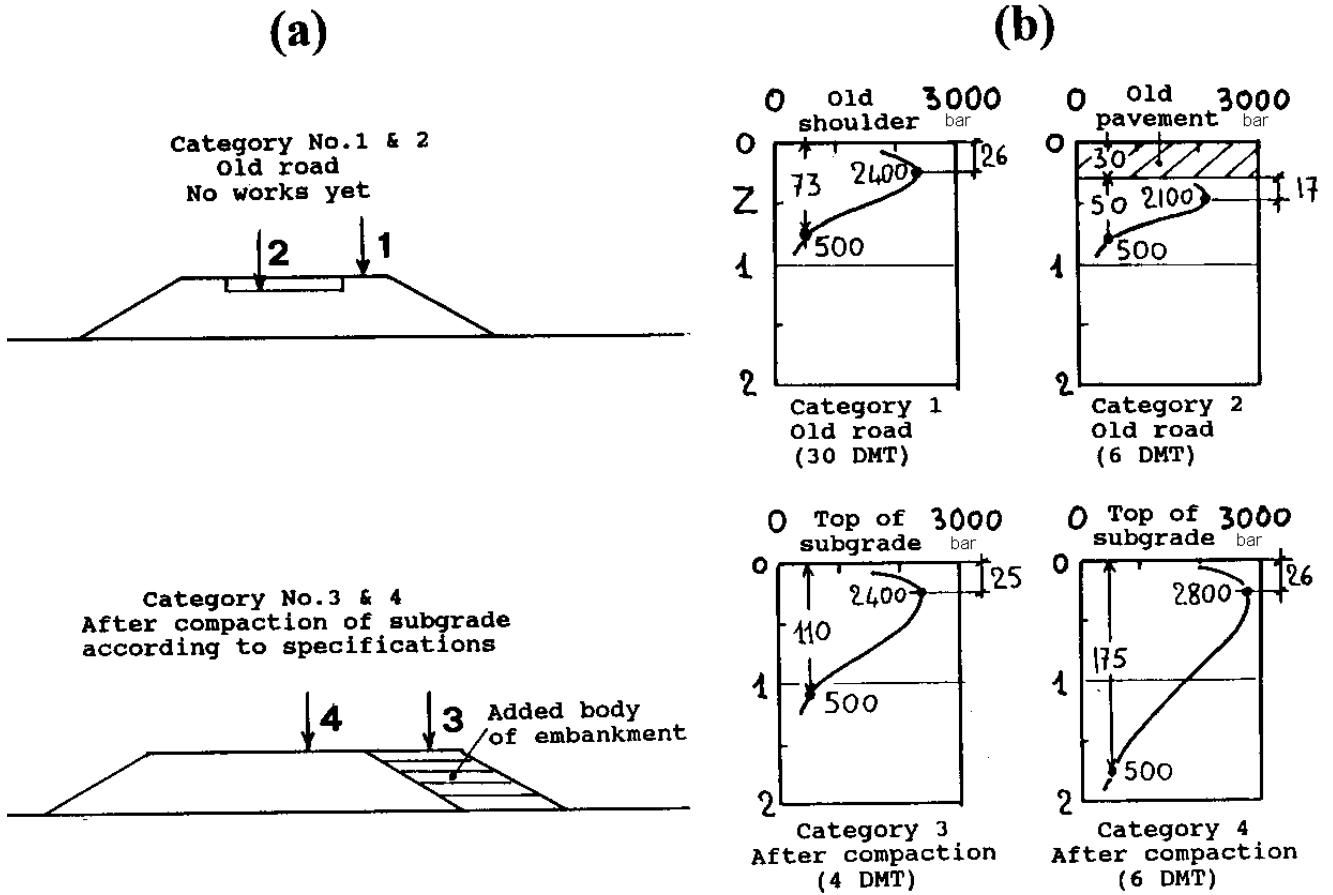 (a)
Category No.1 & 2
Old road
No works yet
2
1
Category No.3 & 4
After compaction of subgrade
according to specifications
4
3
Added body
of embankment
(b)
0 Old 3000
shoulder bar
0
Z
1
2
73
2400
26
500
Category 1
Old road
(30 DMT)
0 Old 3000
pavement bar
0
1
2
30
50
2100
17
500
Category 2
Old road
(6 DMT)
0 Top of 3000
subgrade bar
0
1
2
110
2400
25
500
Category 3
After compaction
(4 DMT)
0 Top of 3000
subgrade bar
0
1
2
175
2800
26
500
Category 4
After compaction
(6 DMT)